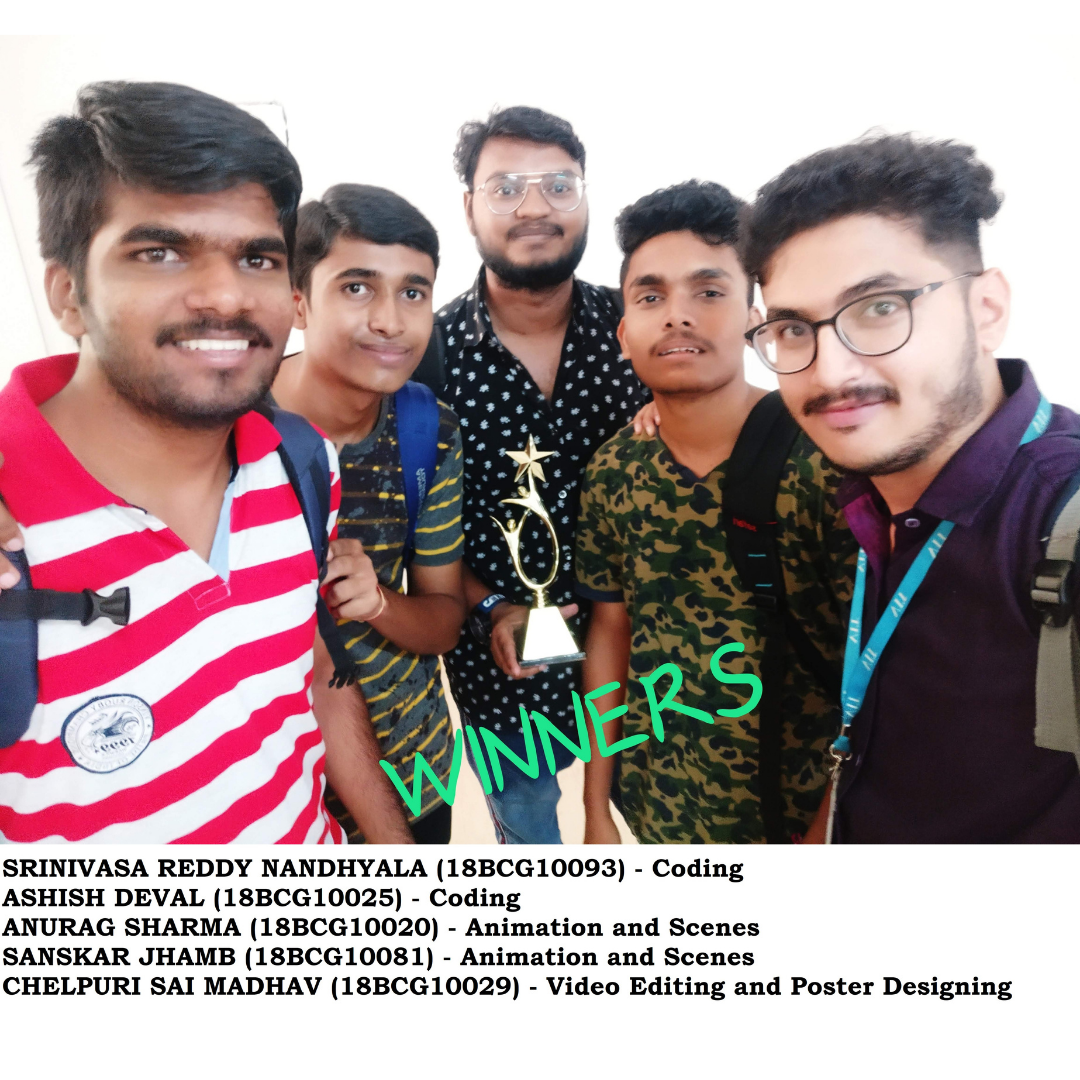 WINNERS
SRINIVASA REDDY NANDHYALA (18BCG10093) - Coding
ASHISH DEVAL (18BCG10025) - Coding
ANURAG SHARMA (18BCG10020) - Animation and Scenes
SANSKAR JHAMB (18BCG10081) - Animation and Scenes
CHELPURI SAI MADHAV (18BCG10029) - Video Editing and Poster Designing